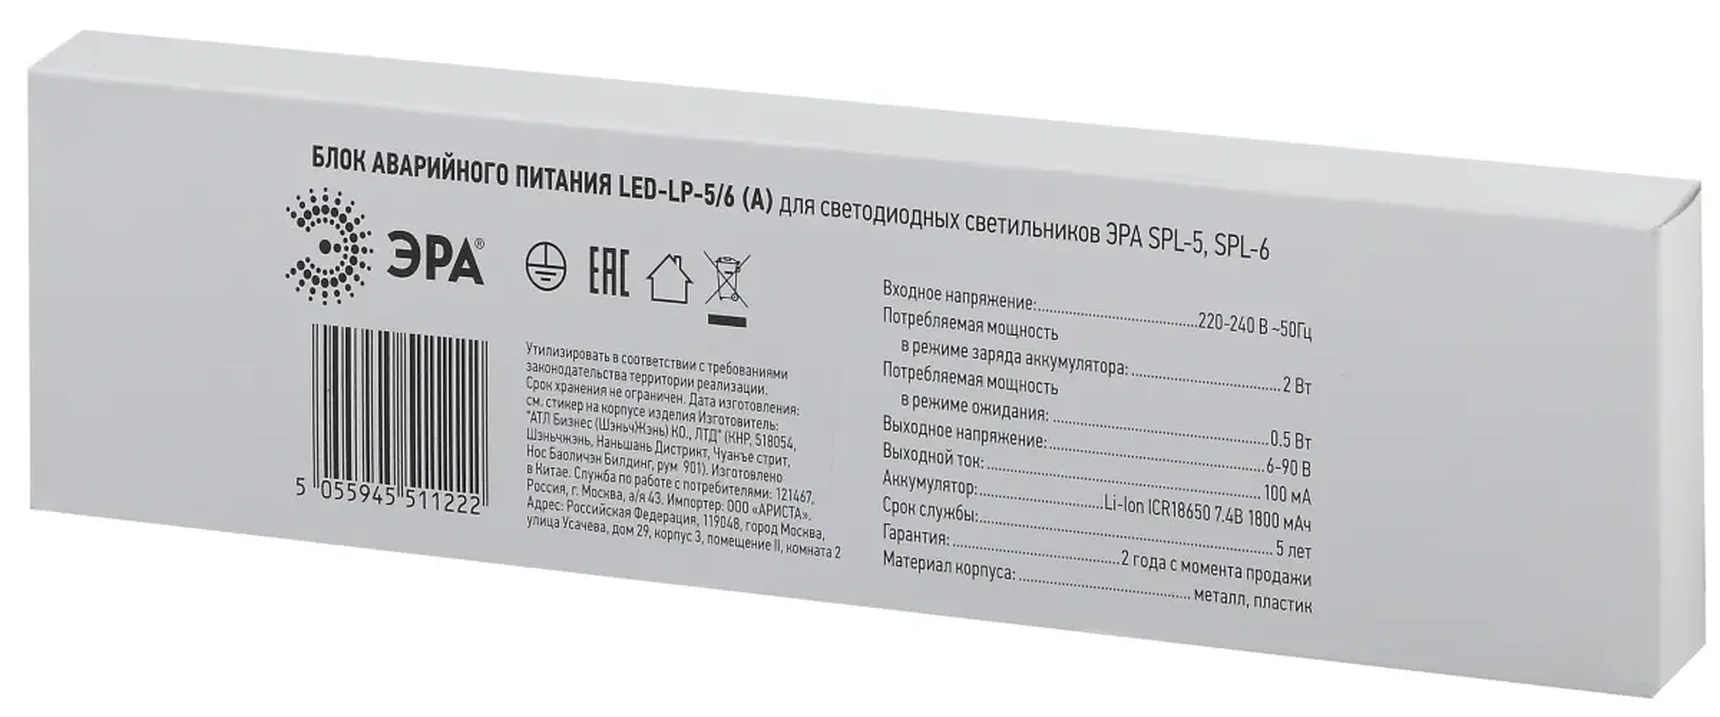 БЛОК АВАРИЙНОГО ПИТАНИЯ LED-LP-5/6 (A) для светодиодных светильников ЭРА SPL-5, SPL-6
ЭРА®
EAC
5 055945 511222
Утилизировать в соответствии с требованиями
законодательства территории реализации.
Срок хранения не ограничен. Дата изготовления:
см. стикер на корпусе изделия Изготовитель:
"АТЛ Бизнес (ШэньчЖэнь) КО., ЛТД" (КНР, 518054,
Шэньчжэнь, Наньшань Дистрикт, Чуанъе стрит,
Нос Баоличэн Билдинг, рум 901). Изготовлено
в Китае. Служба по работе с потребителями: 121467,
Россия, г. Москва, а/я 43. Импортер: ООО «АРИСТА».
Адрес: Российская Федерация, 119048, город Москва,
улица Усачева, дом 29, корпус 3, помещение II, комната 2
Входное напряжение:..............................220-240 В ~50Гц
Потребляемая мощность
в режиме заряда аккумулятора:..............................2 Вт
Потребляемая мощность
в режиме ожидания:..............................0.5 Вт
Выходное напряжение:..............................6-90 В
Выходной ток:..............................100 мА
Аккумулятор:......................Li-Ion ICR18650 7.4В 1800 мАч
Срок службы:..............................5 лет
Гарантия:..............................2 года с момента продажи
Материал корпуса:..............................металл, пластик